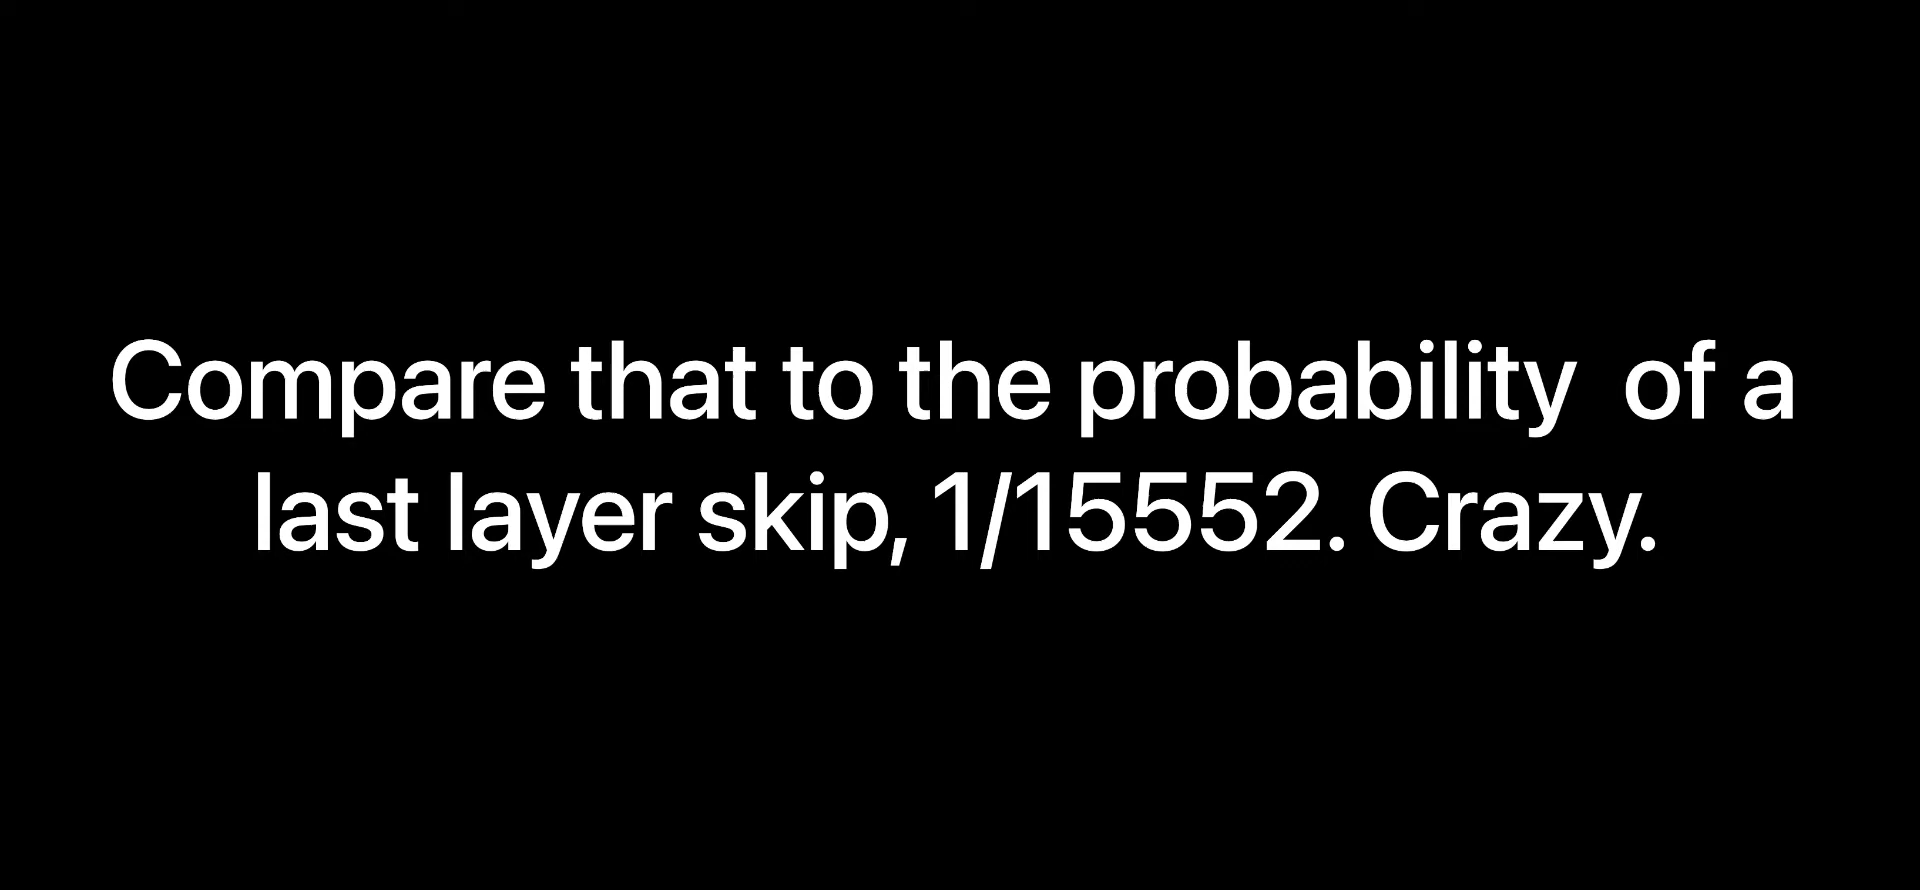 Compare that to the probability  of a
last layer skip, 1/15552. Crazy.